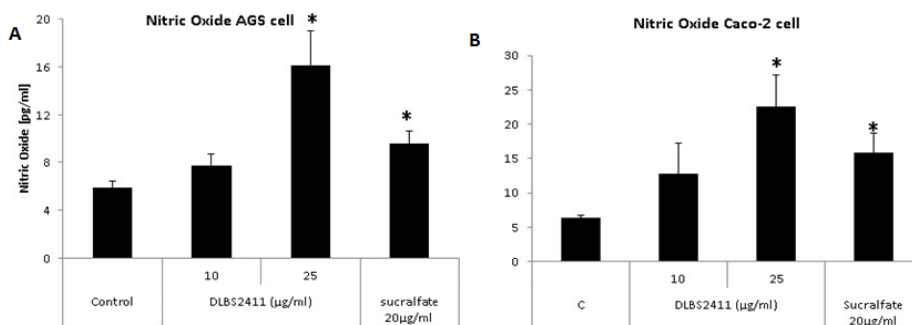 A
Nitric Oxide AGS cell
Nitric Oxide [pg/ml]
20
16
12
8
4
0
*
*
10
25
Control
DLBS2411 (µg/ml)
sucralfate
20µg/ml
B
Nitric Oxide Caco-2 cell
30
25
20
15
10
5
0
*
*
10
25
C
DLBS2411 (µg/ml)
Sucralfate
20µg/ml